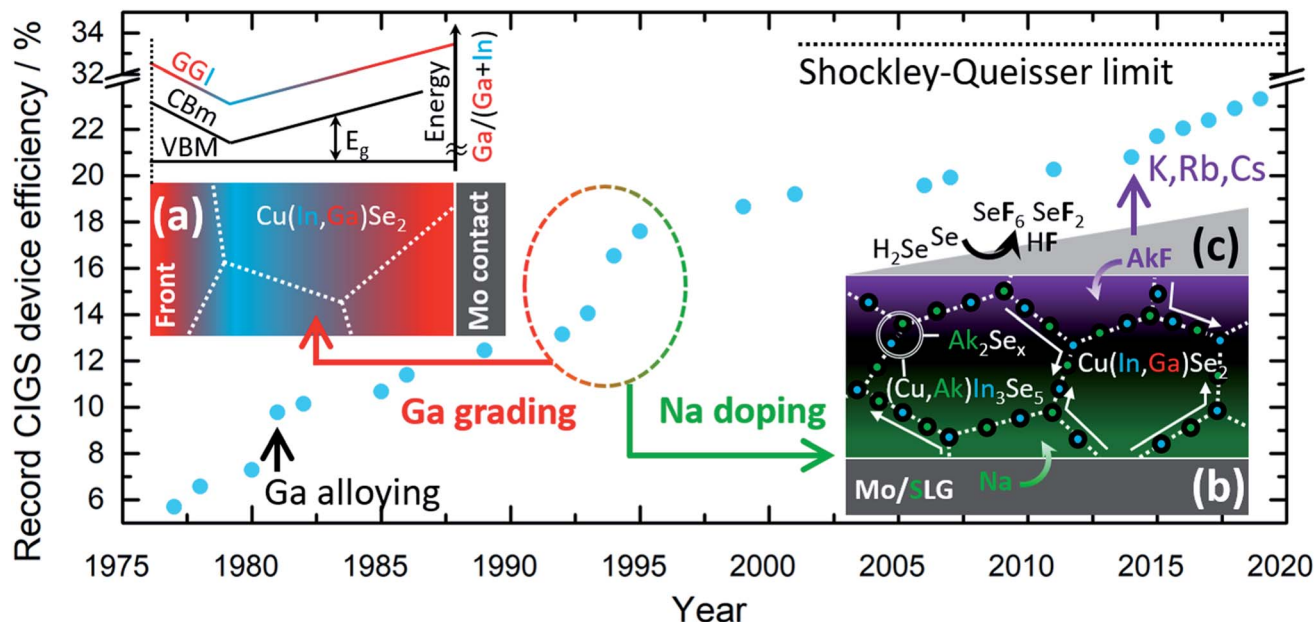 Record CIGS device efficiency / %
34
32
22
20
18
16
14
12
10
8
6
1975
1980
1985
1990
1995
2000
2005
2010
2015
2020
Year
GGI
CBm
VBM
E_g
Energy
Ga/(Ga+In)
(a)
Cu(In,Ga)Se₂
Front
Mo contact
Ga grading
Na doping
Ga alloying
Shockley-Queisser limit
K,Rb,Cs
SeF₆ SeF₂
H₂Se Se
HF
AkF
(c)
Ak₂Seₓ
Cu(In,Ga)Se₂
(Cu,Ak)In₃Se₅
Na
Mo/SLG
(b)